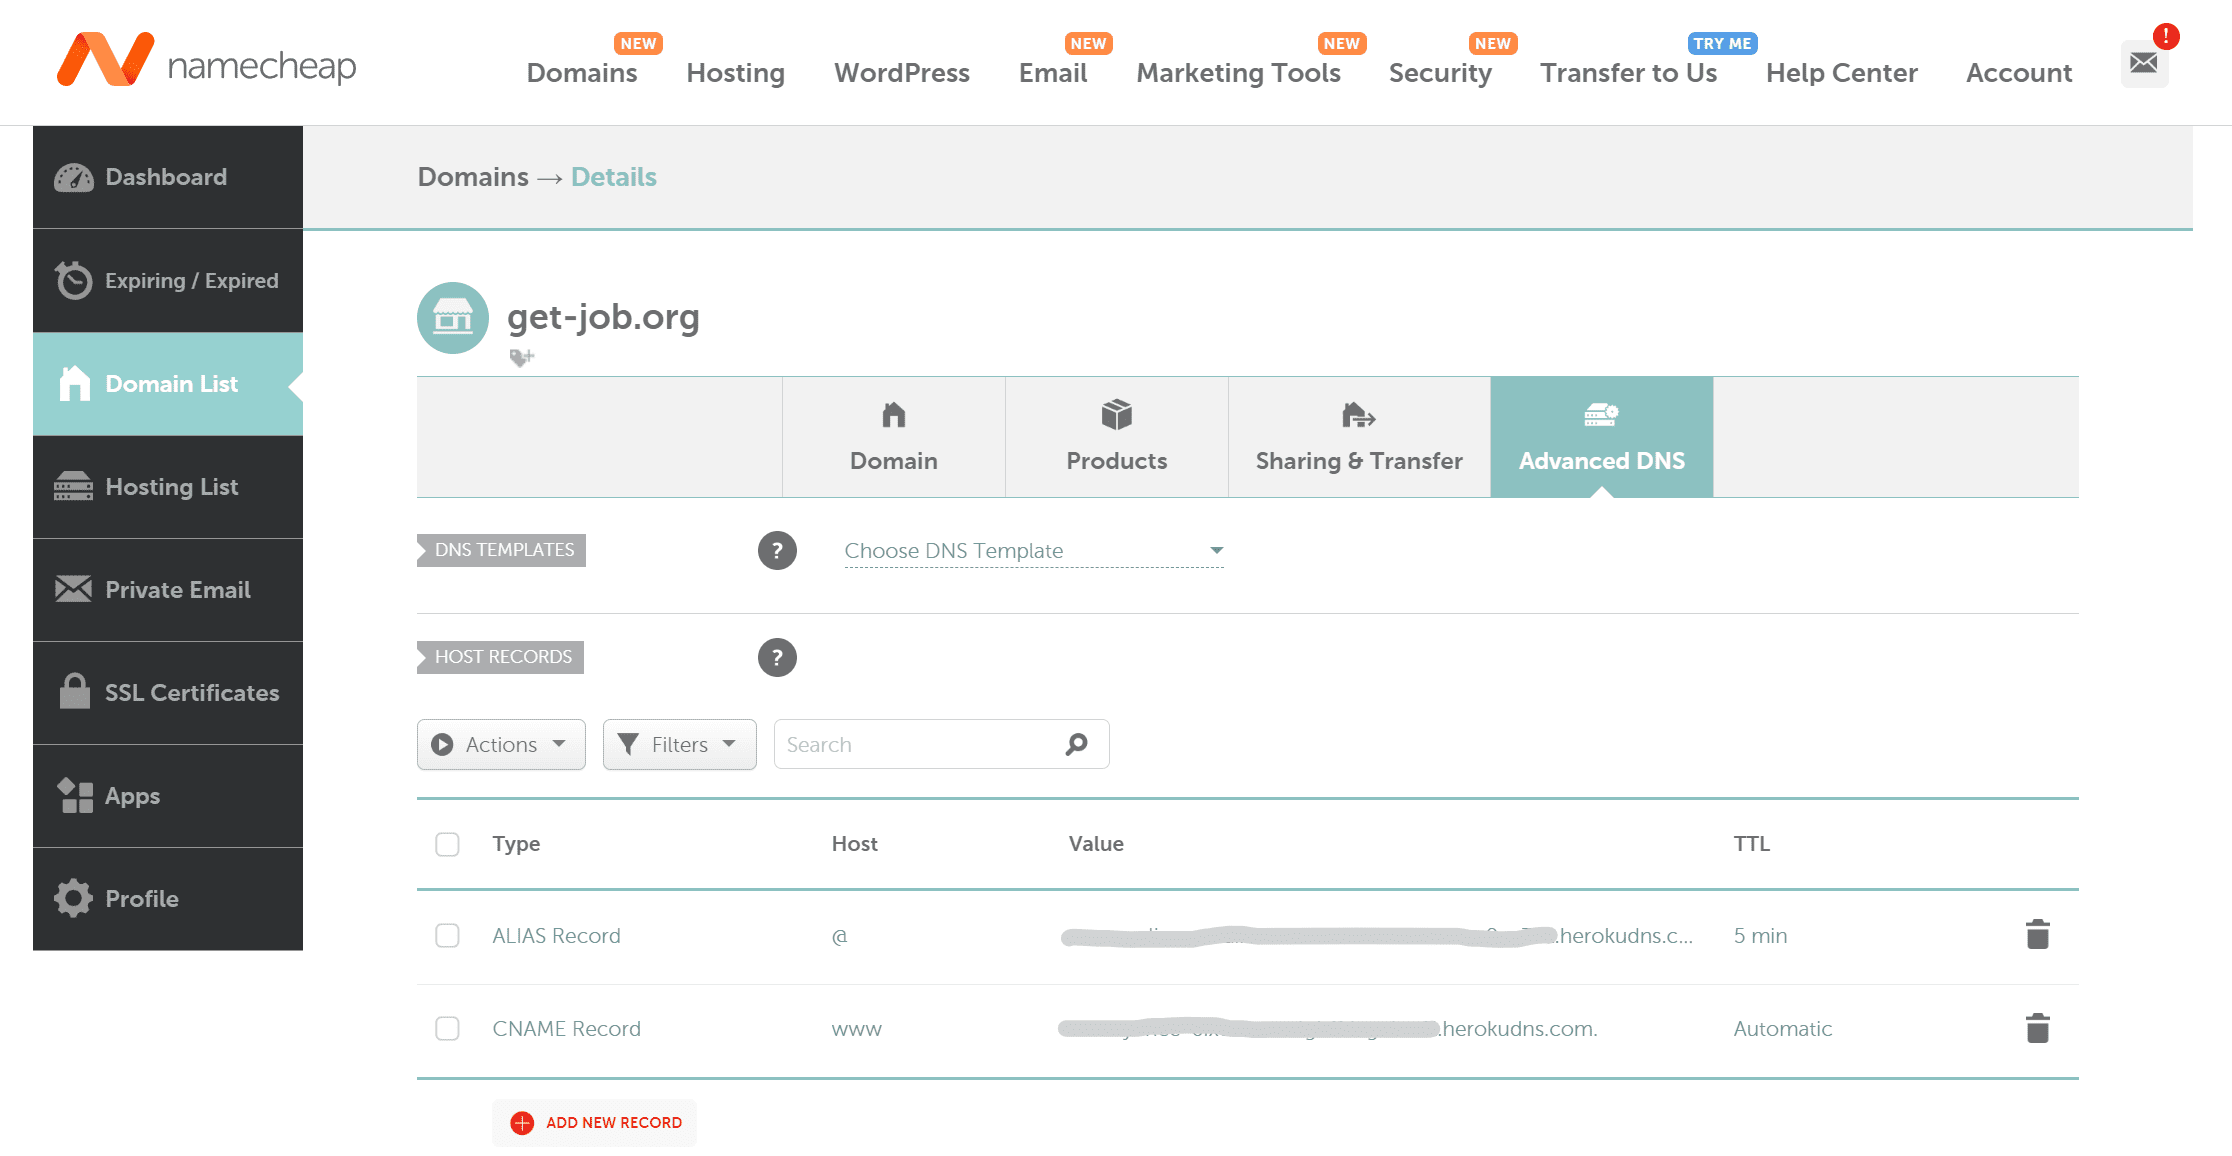 namecheap
Domains NEW Hosting WordPress Email NEW Marketing Tools NEW Security NEW Transfer to Us TRY ME Help Center Account !
Dashboard
Expiring / Expired
Domain List
Hosting List
Private Email
SSL Certificates
Apps
Profile
Domains → Details
get-job.org
Domain Products Sharing & Transfer Advanced DNS
DNS TEMPLATES ? Choose DNS Template
HOST RECORDS ?
Actions Filters Search
Type Host Value TTL
ALIAS Record @ .herokudns.c... 5 min
CNAME Record www .herokudns.com. Automatic
ADD NEW RECORD